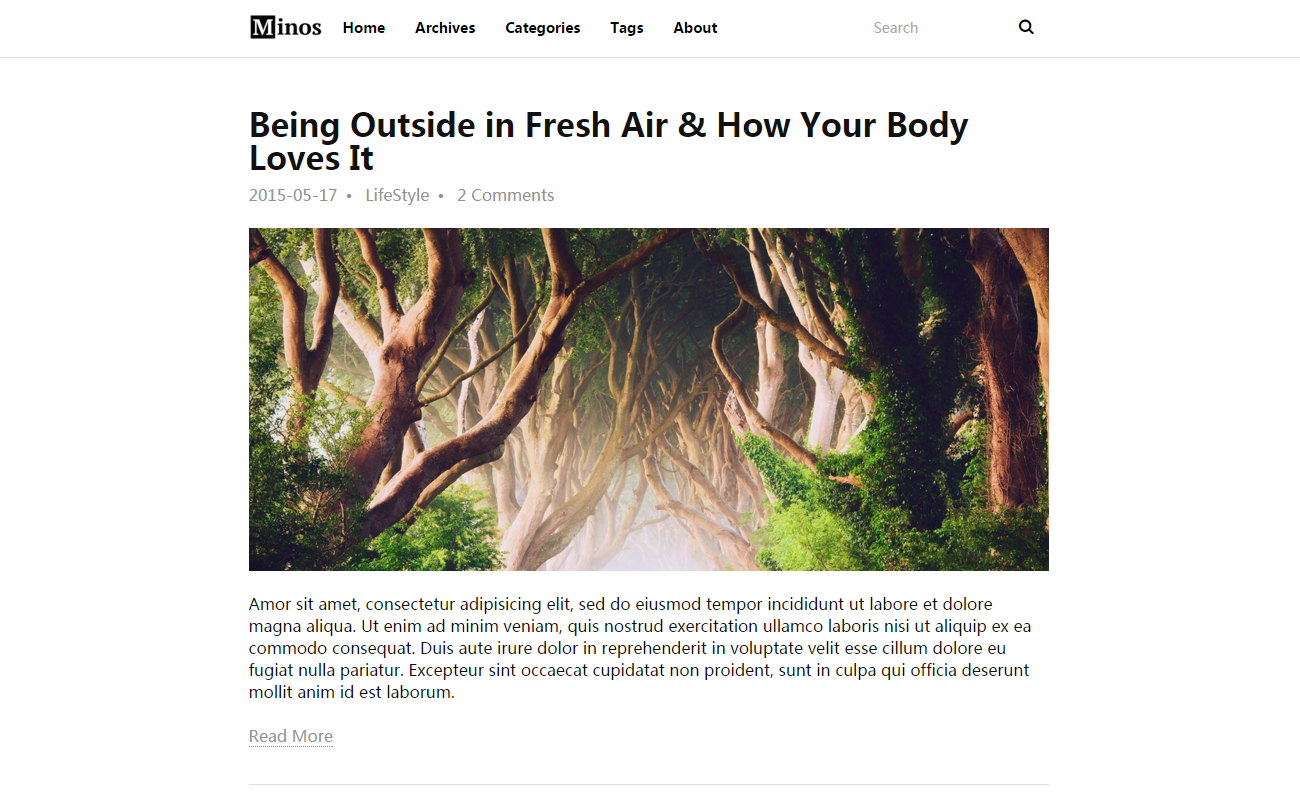 Minos Home Archives Categories Tags About Search
Being Outside in Fresh Air & How Your Body
Loves It
2015-05-17 • LifeStyle • 2 Comments
Amor sit amet, consectetur adipisicing elit, sed do eiusmod tempor incididunt ut labore et dolore
magna aliqua. Ut enim ad minim veniam, quis nostrud exercitation ullamco laboris nisi ut aliquip ex ea
commodo consequat. Duis aute irure dolor in reprehenderit in voluptate velit esse cillum dolore eu
fugiat nulla pariatur. Excepteur sint occaecat cupidatat non proident, sunt in culpa qui officia deserunt
mollit anim id est laborum.
Read More